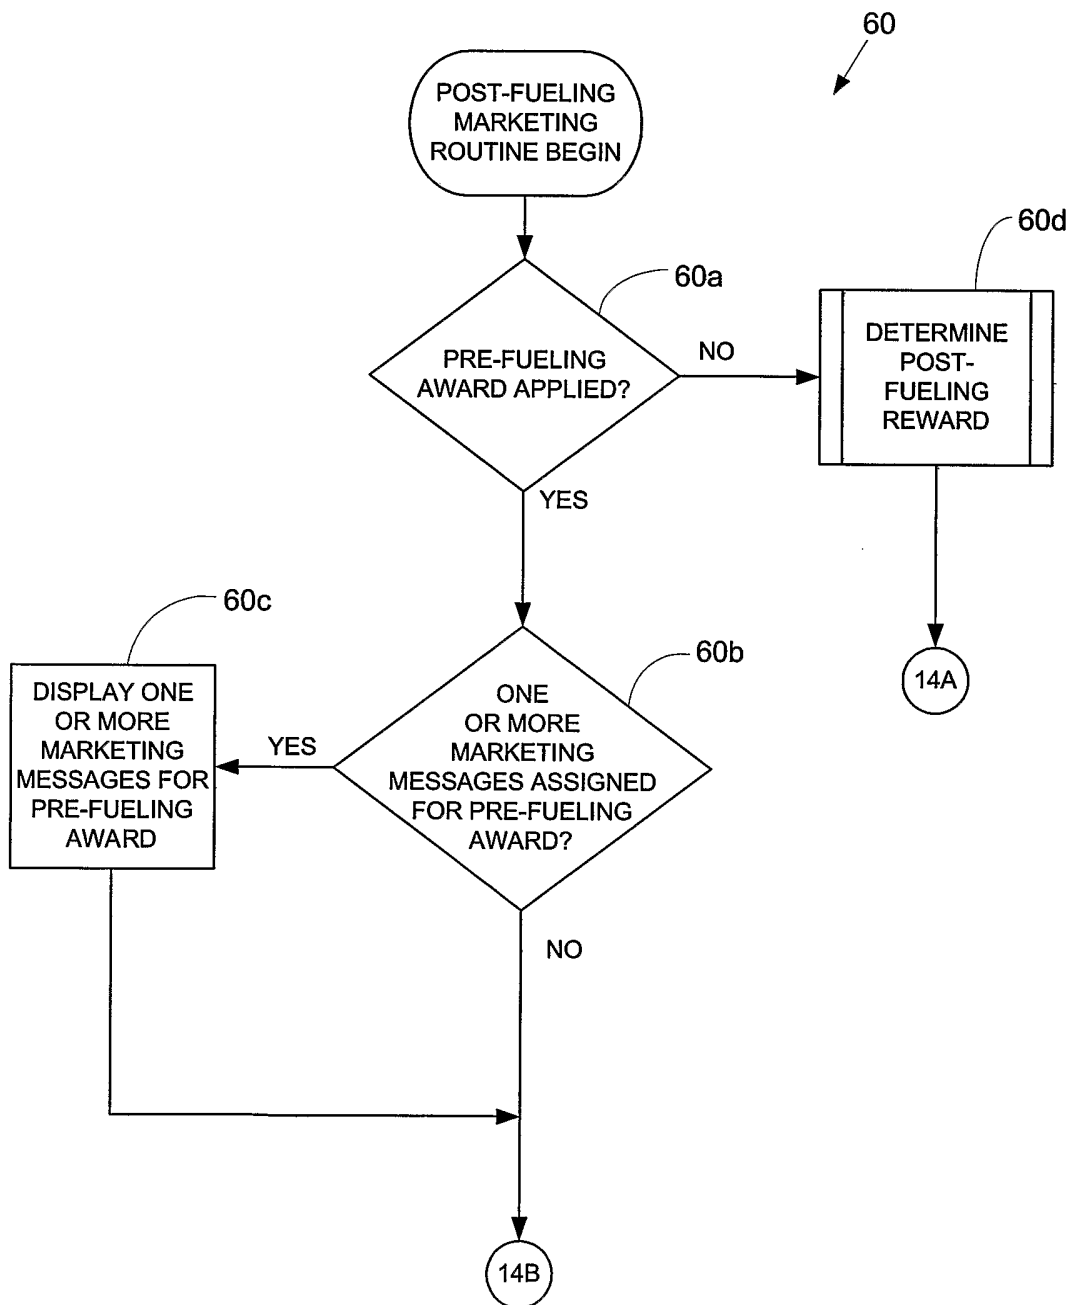 60
POST-FUELING
MARKETING
ROUTINE BEGIN
60d
60a
DETERMINE
POST-
FUELING
REWARD
NO
PRE-FUELING
AWARD APPLIED?
YES
60c
60b
14A
DISPLAY ONE
OR MORE
MARKETING
MESSAGES FOR
PRE-FUELING
AWARD
YES
ONE
OR MORE
MARKETING
MESSAGES ASSIGNED
FOR PRE-FUELING
AWARD?
NO
14B